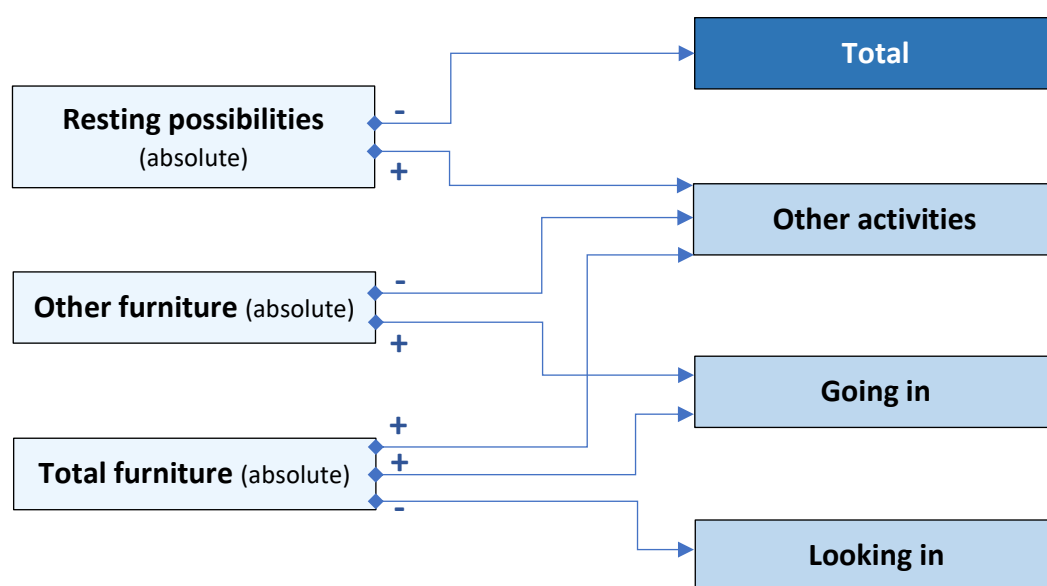 Total
-
Resting possibilities
(absolute)
+
Other activities
-
Other furniture (absolute)
+
Going in
+
+
Total furniture (absolute)
-
Looking in